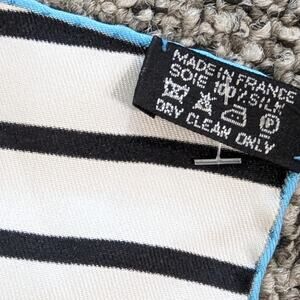 MADE IN FRANCE
SOIE 100% SILK
P
DRY CLEAN ONLY